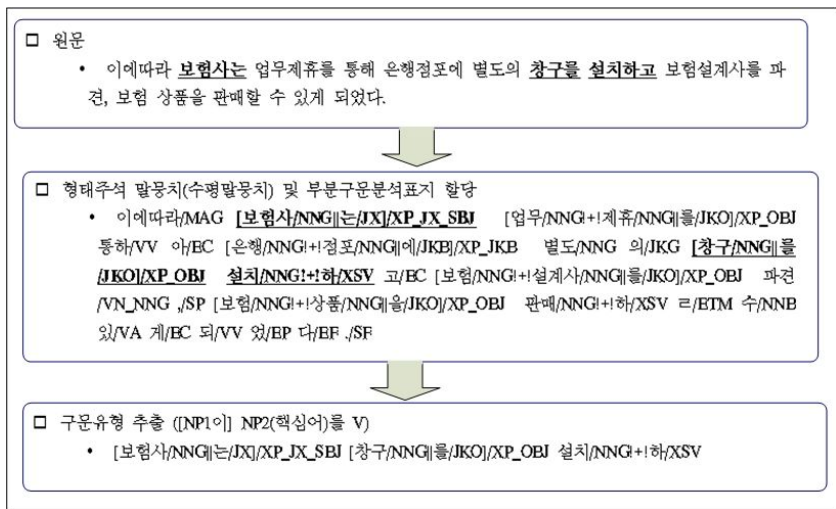 □ 원문
• 이에따라 보험사는 업무제휴를 통해 은행점포에 별도의 창구를 설치하고 보험설계사를 파
견, 보험 상품을 판매할 수 있게 되었다.
□ 형태주석 말뭉치(수평말뭉치) 및 부분구문분석표지 할당
• 이에따라/MAG [보험사/NNG||는/JX]/XP_JX_SBJ [업무/NNG!+!제휴/NNG||를/JKO]/XP_OBJ
통하/VV 아/EC [은행/NNG!+!점포/NNG||에/JKB]/XP_JKB 별도/NNG 의/JKG [창구/NNG||를
/JKO]/XP_OBJ 설치/NNG!+!하/XSV 고/EC [보험/NNG!+!설계사/NNG||를/JKO]/XP_OBJ 파견
/VN_NNG ,/SP [보험/NNG!+!상품/NNG||을/JKO]/XP_OBJ 판매/NNG!+!하/XSV ㄹ/ETM 수/NNB
있/VA 게/EC 되/VV 었/EP 다/EF ./SF
□ 구문유형 추출 ([NP1이] NP2(핵심어)를 V)
• [보험사/NNG||는/JX]/XP_JX_SBJ [창구/NNG||를/JKO]/XP_OBJ 설치/NNG!+!하/XSV